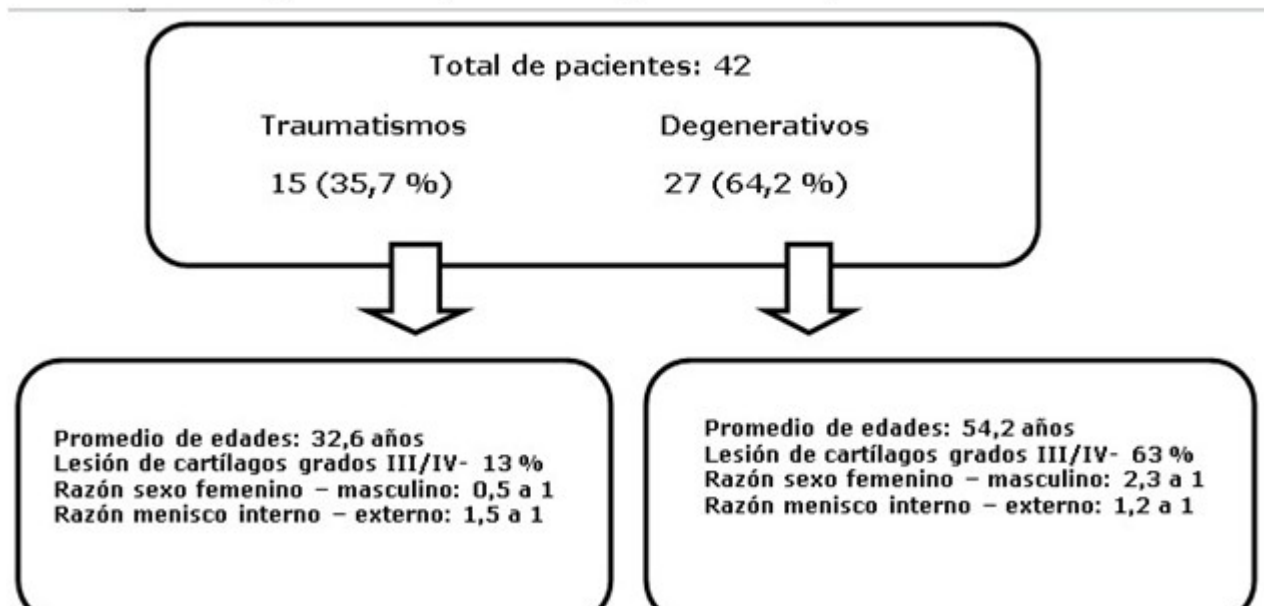 Total de pacientes: 42
Traumatismos Degenerativos
15 (35,7 %) 27 (64,2 %)
Promedio de edades: 32,6 años
Lesión de cartílagos grados III/IV- 13 %
Razón sexo femenino – masculino: 0,5 a 1
Razón menisco interno – externo: 1,5 a 1
Promedio de edades: 54,2 años
Lesión de cartílagos grados III/IV- 63 %
Razón sexo femenino – masculino: 2,3 a 1
Razón menisco interno – externo: 1,2 a 1